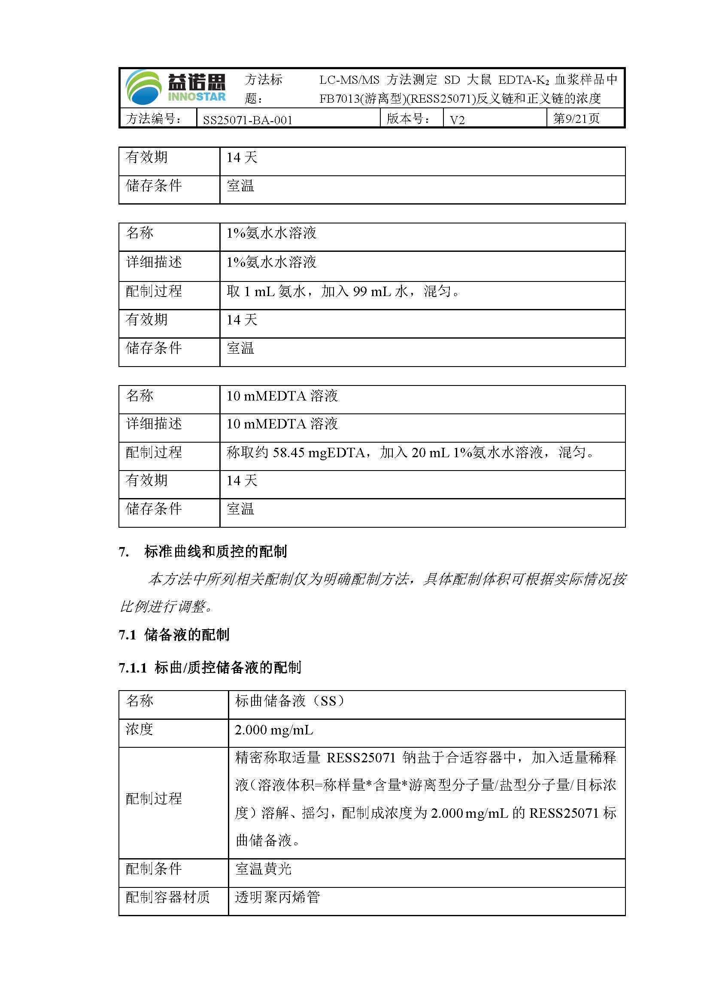 益诺思
INNOSTAR
方法标题：
LC-MS/MS 方法测定 SD 大鼠 EDTA-K₂ 血浆样品中
FB7013(游离型)(RESS25071)反义链和正义链的浓度
方法编号： SS25071-BA-001 版本号： V2 第9/21页
有效期 14 天
储存条件 室温
名称 1%氨水水溶液
详细描述 1%氨水水溶液
配制过程 取 1 mL 氨水，加入 99 mL 水，混匀。
有效期 14 天
储存条件 室温
名称 10 mMEDTA 溶液
详细描述 10 mMEDTA 溶液
配制过程 称取约 58.45 mgEDTA，加入 20 mL 1%氨水水溶液，混匀。
有效期 14 天
储存条件 室温
7. 标准曲线和质控的配制
本方法中所列相关配制仅为明确配制方法，具体配制体积可根据实际情况按
比例进行调整。
7.1 储备液的配制
7.1.1 标曲/质控储备液的配制
名称 标曲储备液（SS）
浓度 2.000 mg/mL
配制过程
精密称取适量 RESS25071 钠盐于合适容器中，加入适量稀释
液（溶液体积=称样量*含量*游离型分子量/盐型分子量/目标浓
度）溶解、摇匀，配制成浓度为 2.000 mg/mL 的 RESS25071 标
曲储备液。
配制条件 室温黄光
配制容器材质 透明聚丙烯管